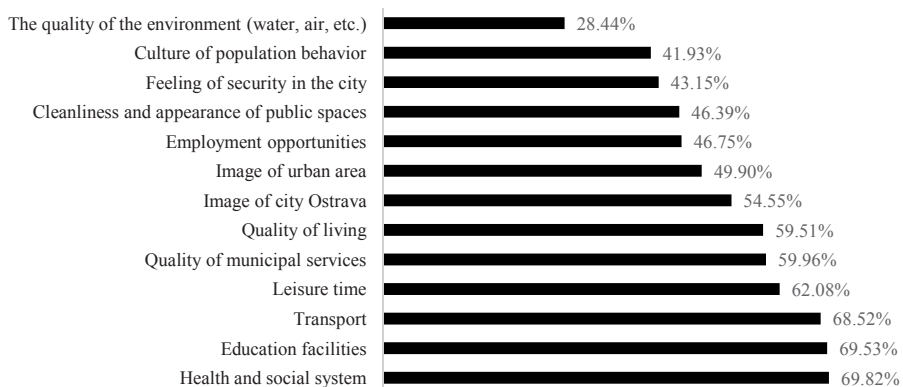 The quality of the environment (water, air, etc.) 28.44%
Culture of population behavior 41.93%
Feeling of security in the city 43.15%
Cleanliness and appearance of public spaces 46.39%
Employment opportunities 46.75%
Image of urban area 49.90%
Image of city Ostrava 54.55%
Quality of living 59.51%
Quality of municipal services 59.96%
Leisure time 62.08%
Transport 68.52%
Education facilities 69.53%
Health and social system 69.82%